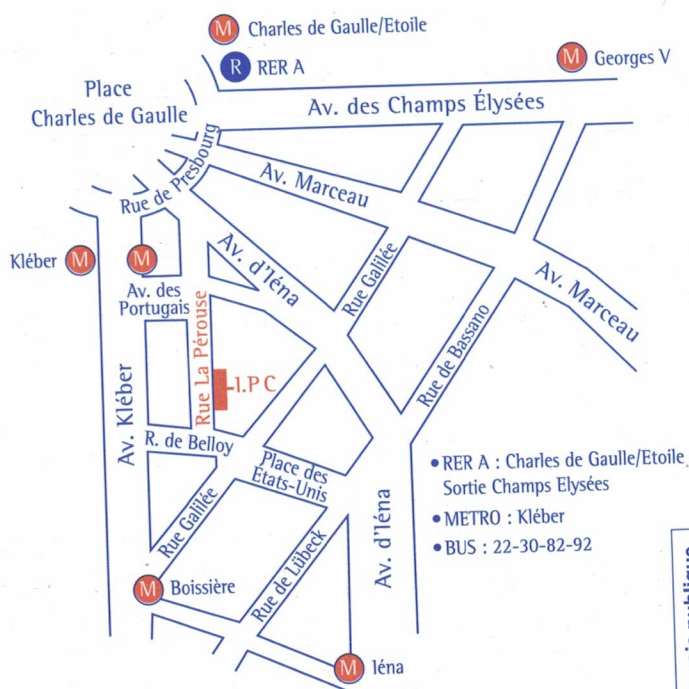 M Charles de Gaulle/Etoile
R RER A
M Georges V
Place
Charles de Gaulle
Av. des Champs Élysées
Rue de Presbourg
Av. Marceau
Kléber M
M
Av. d'Iéna
Rue Galilée
Av. Marceau
Av. des
Portugais
Rue La Pérouse
Rue de Bassano
I.P C
Av. Kléber
R. de Belloy
Place des
États-Unis
Rue Galilée
Av. d'Iéna
Rue de Lübeck
M Boissière
M Iéna
• RER A : Charles de Gaulle/Etoile
Sortie Champs Elysées
• METRO : Kléber
• BUS : 22-30-82-92
publique